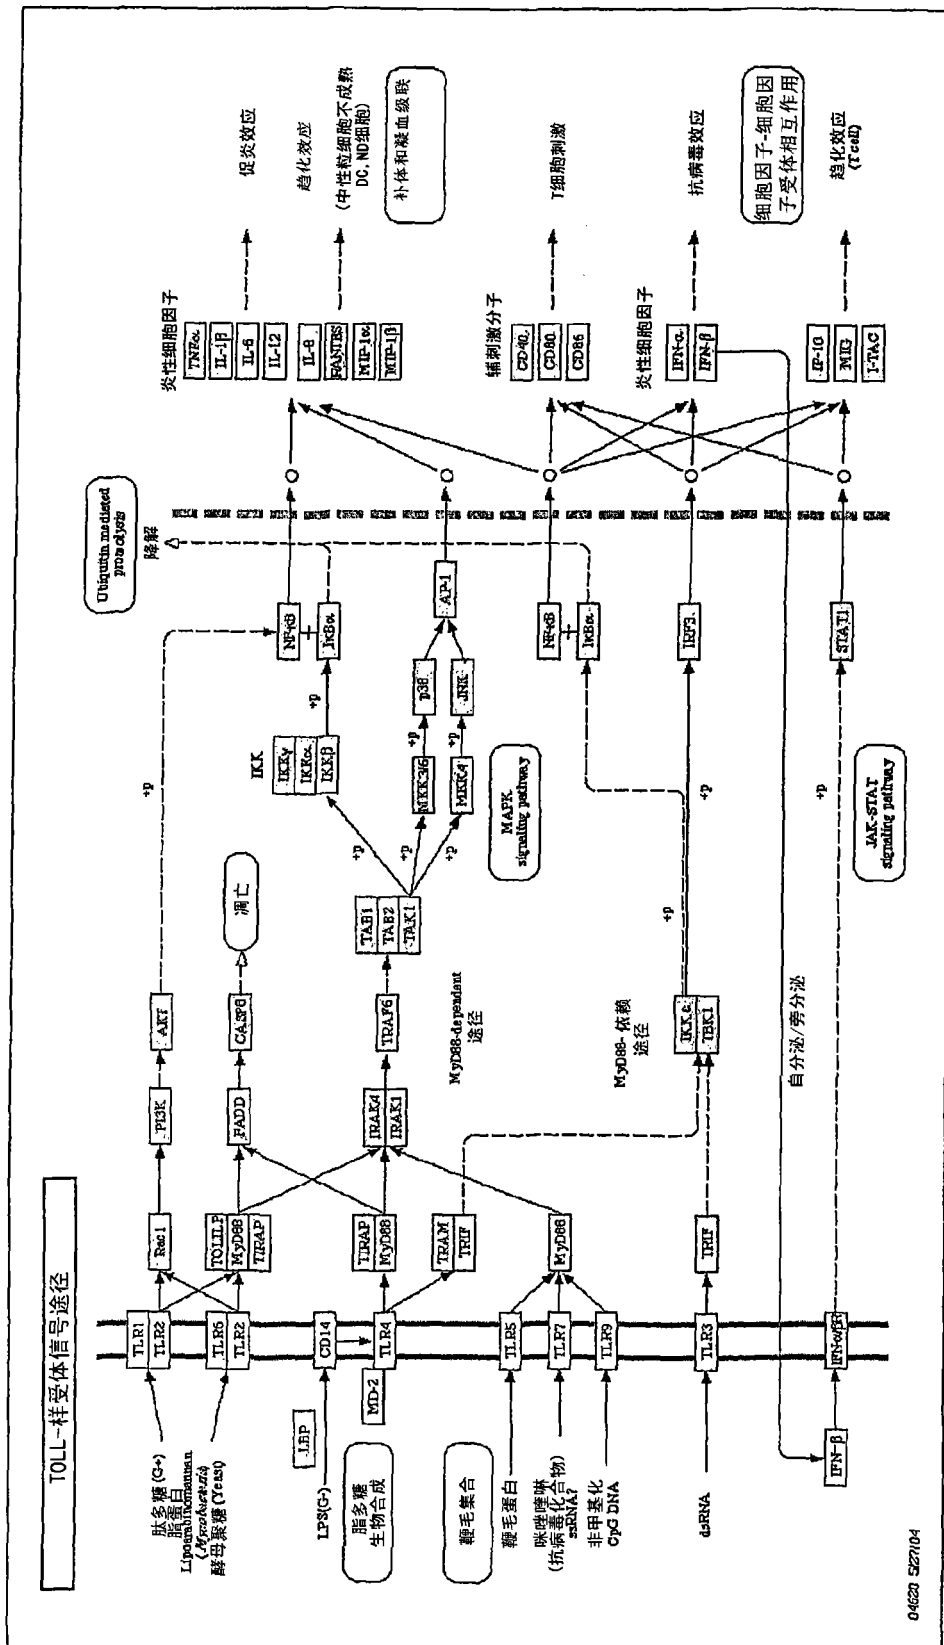 TOLL-样受体信号途径
肽多糖(G+)
脂蛋白
Lipoarabinomannan
(Mycobacteria)
酵母聚糖(Yeast)
TLR1
TLR2
TLR6
TLR2
Rac1
PI3K
AKT
+p
TOLLIP
MyD88
TIRAP
FADD
CASP8
凋亡
LBP
LPS(G-)
CD14
MD-2
TLR4
脂多糖
生物合成
TIRAP
MyD88
TRAM
TRIF
IRAK4
IRAK1
TRAF6
TAB1
TAB2
TAK1
MyD88-dependent
途径
+p
+p
+p
IKK
IKKγ
IKKα
IKKβ
+p
NFκB
+
IκBα
MKK3/6
+p
p38
MKK4
+p
JNK
AP-1
MAPK
signaling pathway
Ubiquitin mediated
proteolysis
降解
炎性细胞因子
TNFα
IL-1β
IL-6
IL-12
促炎效应
IL-8
RANTES
MIP-1α
MIP-1β
趋化效应
(中性粒细胞不成熟
DC,ND细胞)
补体和凝血级联
鞭毛集合
鞭毛蛋白
咪唑喹啉
(抗病毒化合物)
ssRNA?
非甲基化
CpG DNA
TLR5
TLR7
TLR9
MyD88
MyD88-依赖
途径
NFκB
+
IκBα
辅刺激分子
CD40
CD80
CD86
T细胞刺激
dsRNA
TLR3
TRIF
IKKε
TBK1
+p
+p
IRF3
炎性细胞因子
IFN-α
IFN-β
抗病毒效应
细胞因子-细胞因
子受体相互作用
自分泌/旁分泌
IFN-β
IFN-αβR
+p
STAT1
JAK-STAT
signaling pathway
IP-10
MIG
I-TAC
趋化效应
(T cell)
04620 5/27/04